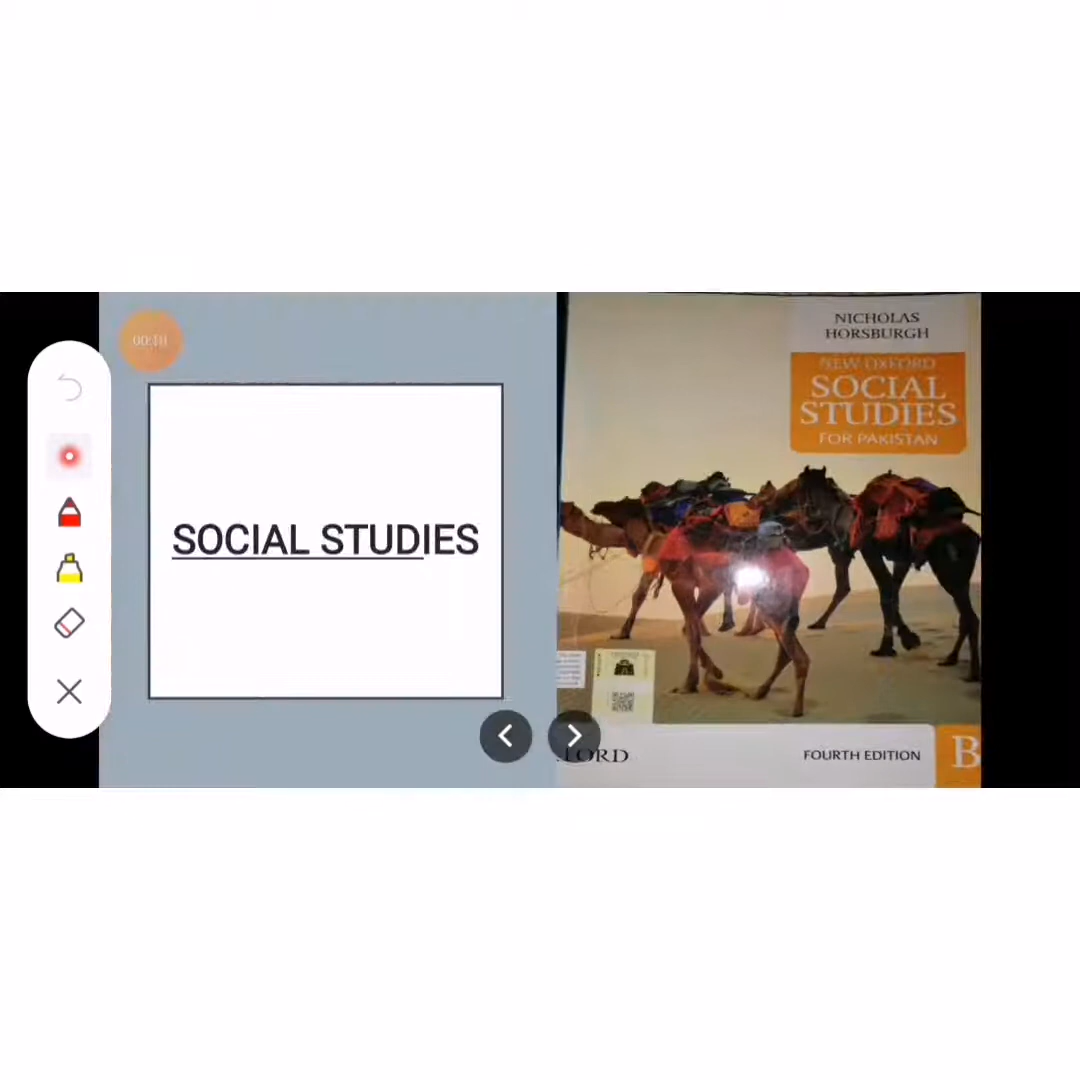 SOCIAL STUDIES
NICHOLAS
HORSBURGH
NEW OXFORD
SOCIAL
STUDIES
FOR PAKISTAN
FOURTH EDITION
B